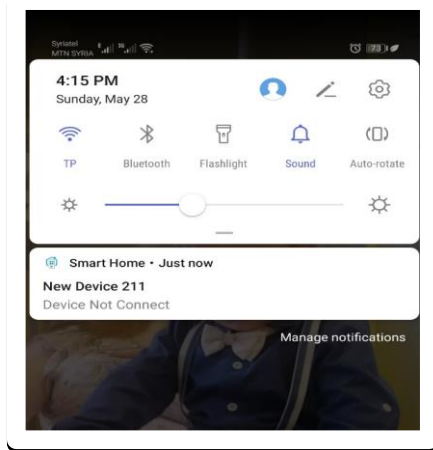 Syriatel
MTN SYRIA
73
4:15 PM
Sunday, May 28
TP
Bluetooth
Flashlight
Sound
Auto-rotate
Smart Home • Just now
New Device 211
Device Not Connect
Manage notifications